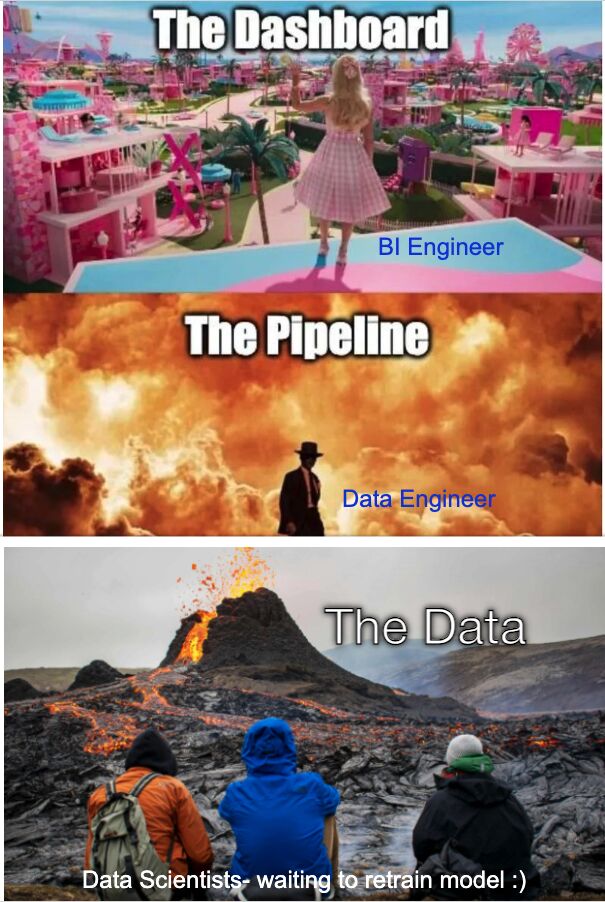 The Dashboard
BI Engineer
The Pipeline
Data Engineer
The Data
Data Scientists- waiting to retrain model :)